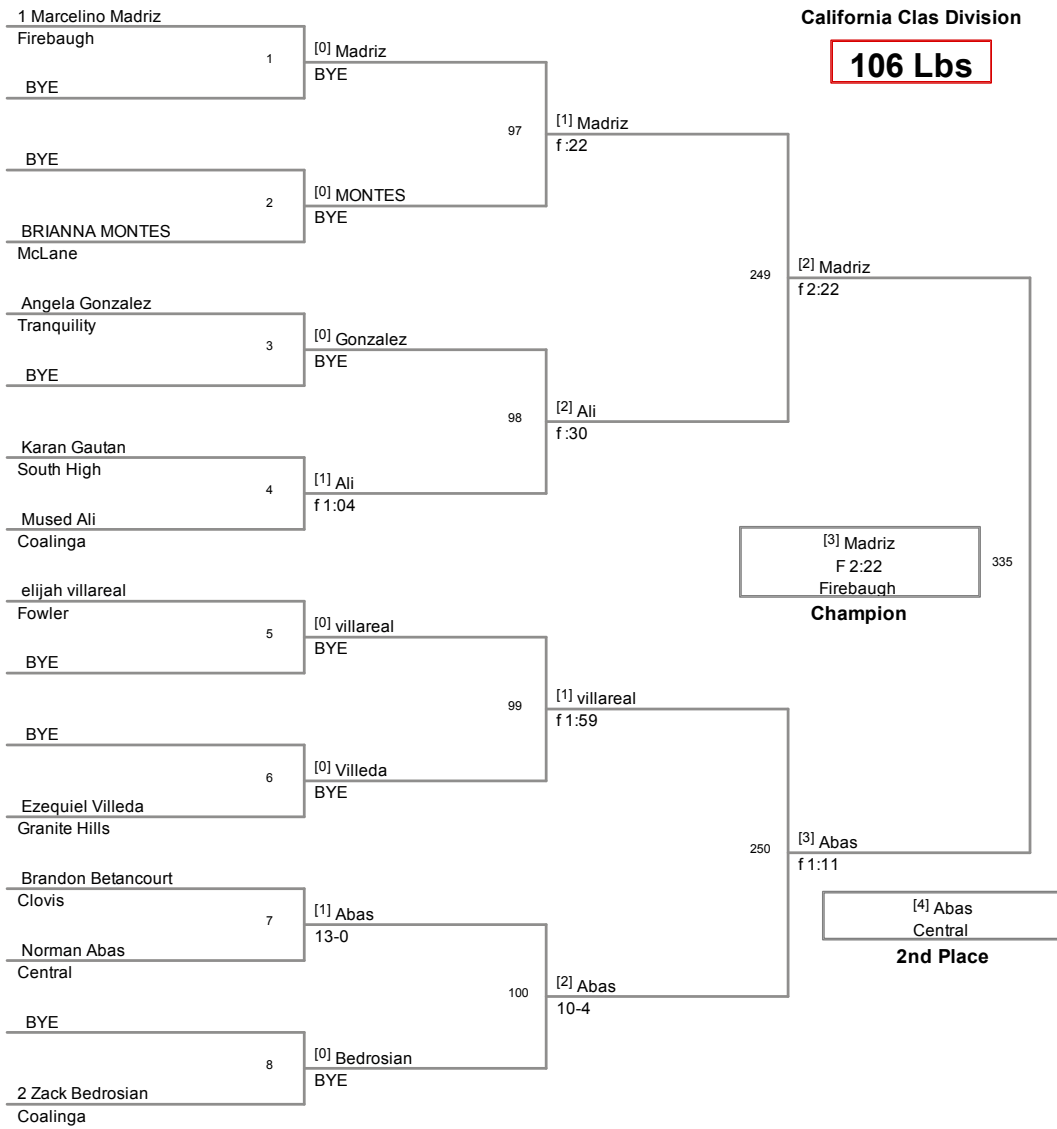 California Clas Division
106 Lbs
1 Marcelino Madriz
Firebaugh
1
BYE
[0] Madriz
BYE
BYE
2
BRIANNA MONTES
McLane
[0] MONTES
BYE
97
[1] Madriz
f :22
Angela Gonzalez
Tranquility
3
BYE
[0] Gonzalez
BYE
Karan Gautan
South High
4
Mused Ali
Coalinga
[1] Ali
f 1:04
98
[2] Ali
f :30
249
[2] Madriz
f 2:22
elijah villareal
Fowler
5
BYE
[0] villareal
BYE
BYE
6
Ezequiel Villeda
Granite Hills
[0] Villeda
BYE
99
[1] villareal
f 1:59
Brandon Betancourt
Clovis
7
Norman Abas
Central
[1] Abas
13-0
BYE
8
2 Zack Bedrosian
Coalinga
[0] Bedrosian
BYE
100
[2] Abas
10-4
250
[3] Abas
f 1:11
335
[3] Madriz
F 2:22
Firebaugh
Champion
[4] Abas
Central
2nd Place